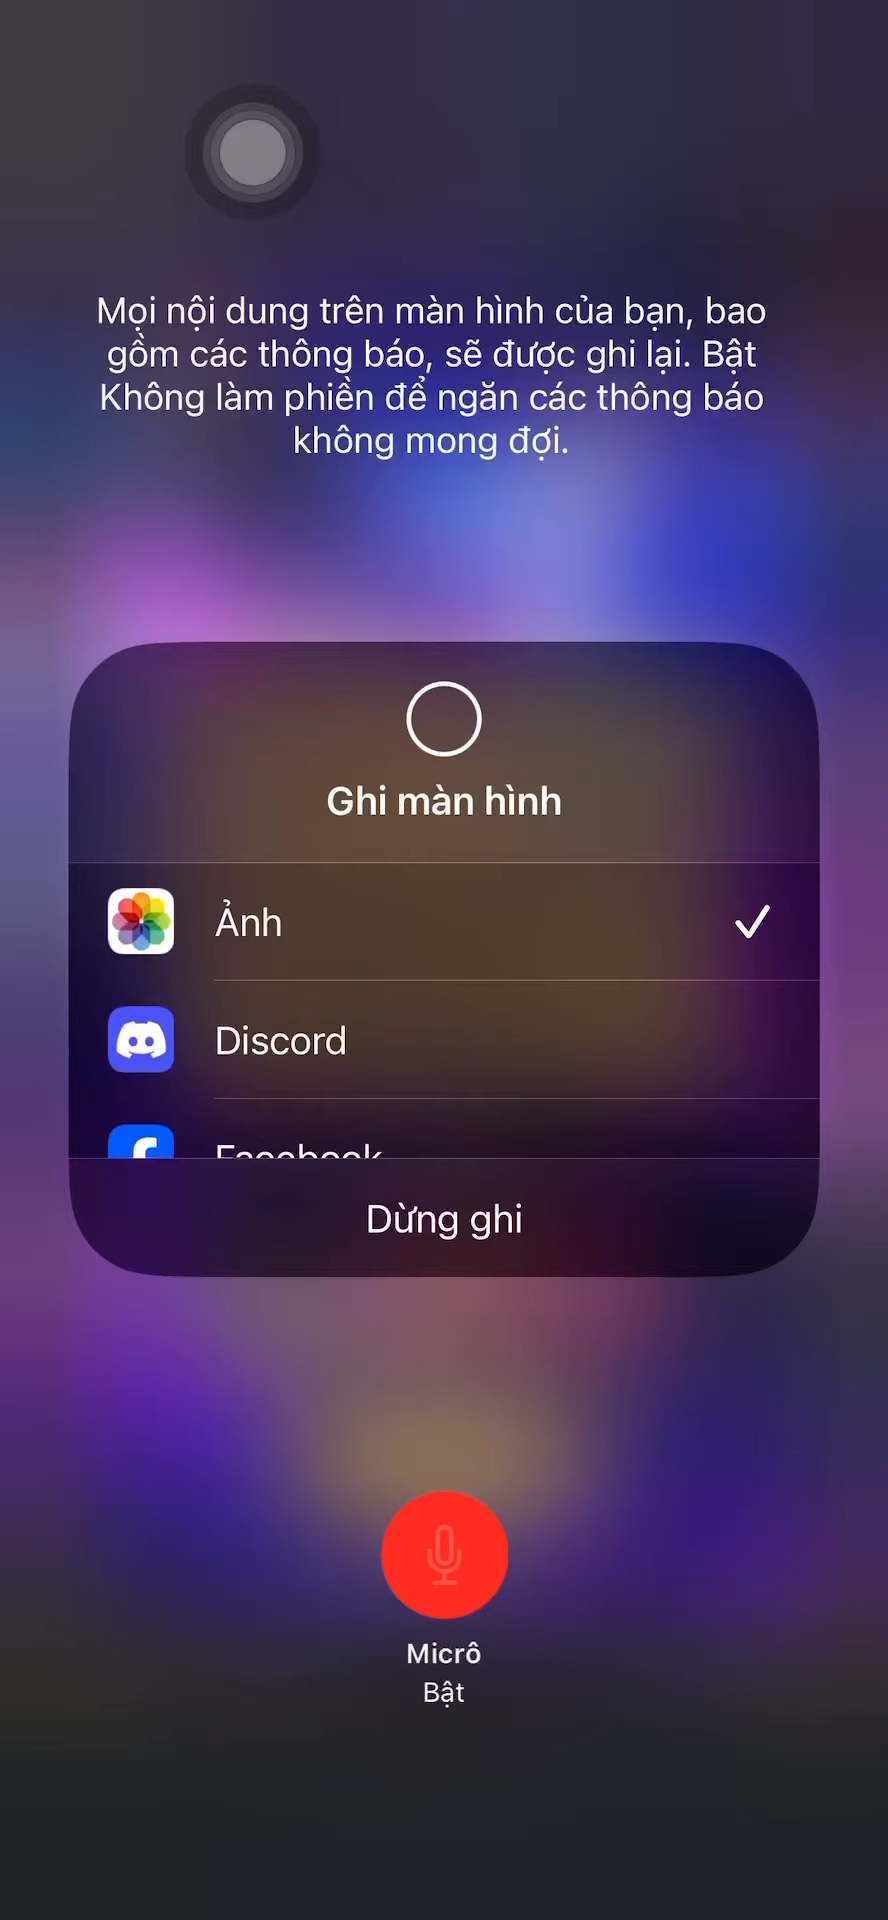 Mọi nội dung trên màn hình của bạn, bao
gồm các thông báo, sẽ được ghi lại. Bật
Không làm phiền để ngăn các thông báo
không mong đợi.
Ghi màn hình
Ảnh
Discord
Facebook
Dừng ghi
Micrô
Bật